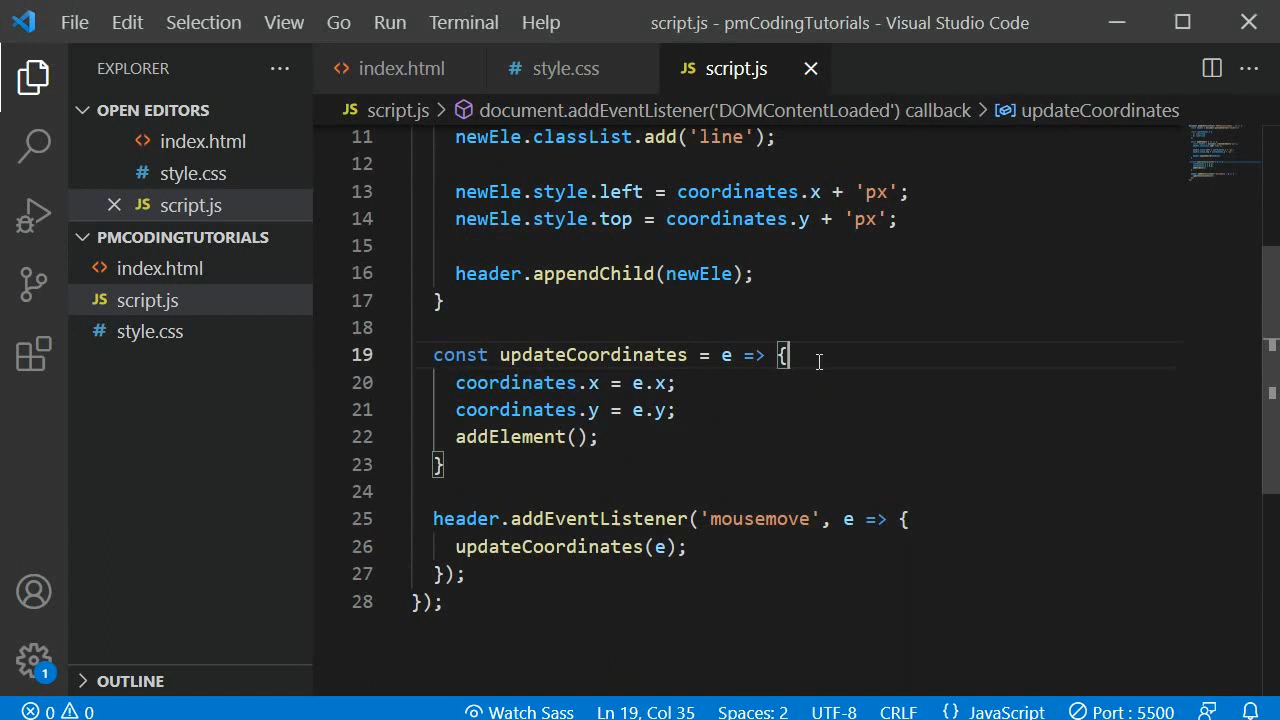 File Edit Selection View Go Run Terminal Help script.js - pmCodingTutorials - Visual Studio Code
EXPLORER ···
index.html # style.css JS script.js ···
OPEN EDITORS
index.html
style.css
JS script.js
PMCODINGTUTORIALS
index.html
JS script.js
# style.css
OUTLINE
1
JS script.js > document.addEventListener('DOMContentLoaded') callback > updateCoordinates
11 newEle.classList.add('line');
12
13 newEle.style.left = coordinates.x + 'px';
14 newEle.style.top = coordinates.y + 'px';
15
16 header.appendChild(newEle);
17 }
18
19 const updateCoordinates = e => {
20 coordinates.x = e.x;
21 coordinates.y = e.y;
22 addElement();
23 }
24
25 header.addEventListener('mousemove', e => {
26 updateCoordinates(e);
27 });
28 });
0 0 Watch Sass Ln 19, Col 35 Spaces: 2 UTF-8 CRLF {} JavaScript Port : 5500